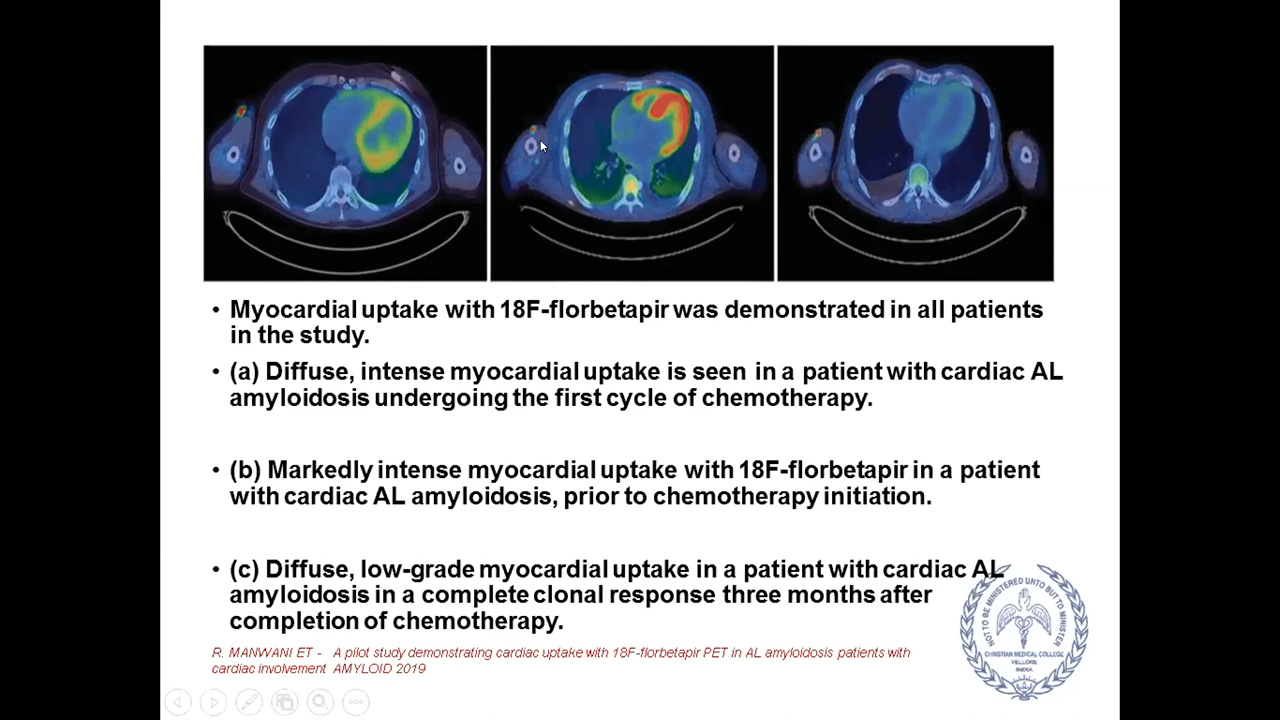 • Myocardial uptake with 18F-florbetapir was demonstrated in all patients
in the study.
• (a) Diffuse, intense myocardial uptake is seen in a patient with cardiac AL
amyloidosis undergoing the first cycle of chemotherapy.
• (b) Markedly intense myocardial uptake with 18F-florbetapir in a patient
with cardiac AL amyloidosis, prior to chemotherapy initiation.
• (c) Diffuse, low-grade myocardial uptake in a patient with cardiac AL
amyloidosis in a complete clonal response three months after
completion of chemotherapy.
R. MANWANI ET - A pilot study demonstrating cardiac uptake with 18F-florbetapir PET in AL amyloidosis patients with
cardiac involvement AMYLOID 2019
NOT TO BE MINISTERED UNTO BUT TO MINISTER
CHRISTIAN MEDICAL COLLEGE
VELLORE
INDIA